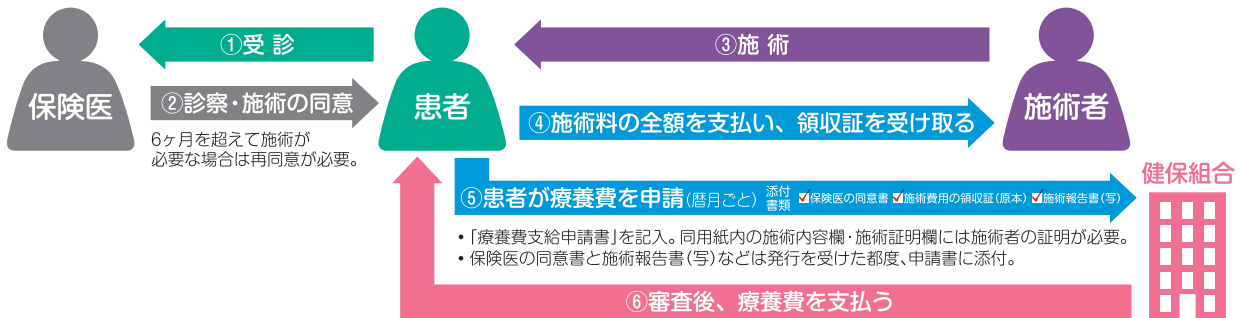 ①受 診
③施 術
保険医
②診察・施術の同意
患者
④施術料の全額を支払い、領収証を受け取る
施術者
6ヶ月を超えて施術が
必要な場合は再同意が必要。
健保組合
⑤患者が療養費を申請(暦月ごと) 添付書類 保険医の同意書 施術費用の領収証(原本) 施術報告書(写)
・「療養費支給申請書」を記入。同用紙内の施術内容欄・施術証明欄には施術者の証明が必要。
・保険医の同意書と施術報告書(写)などは発行を受けた都度、申請書に添付。
⑥審査後、療養費を支払う